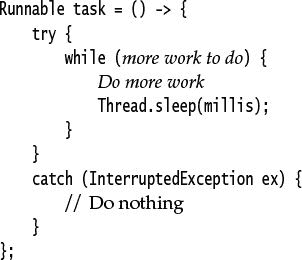 Runnable task = () -> {
try {
while (more work to do) {
Do more work
Thread.sleep(millis);
}
}
catch (InterruptedException ex) {
// Do nothing
}
};